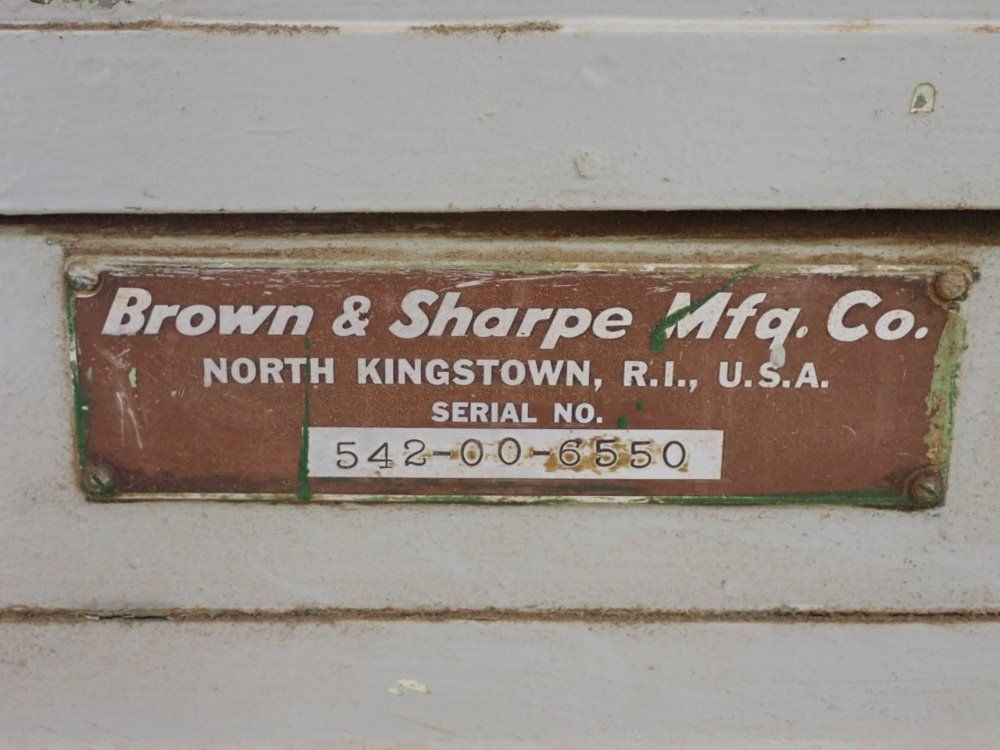 Brown & Sharpe Mfg. Co.
NORTH KINGSTOWN, R.I., U.S.A.
SERIAL NO.
542-00-6550